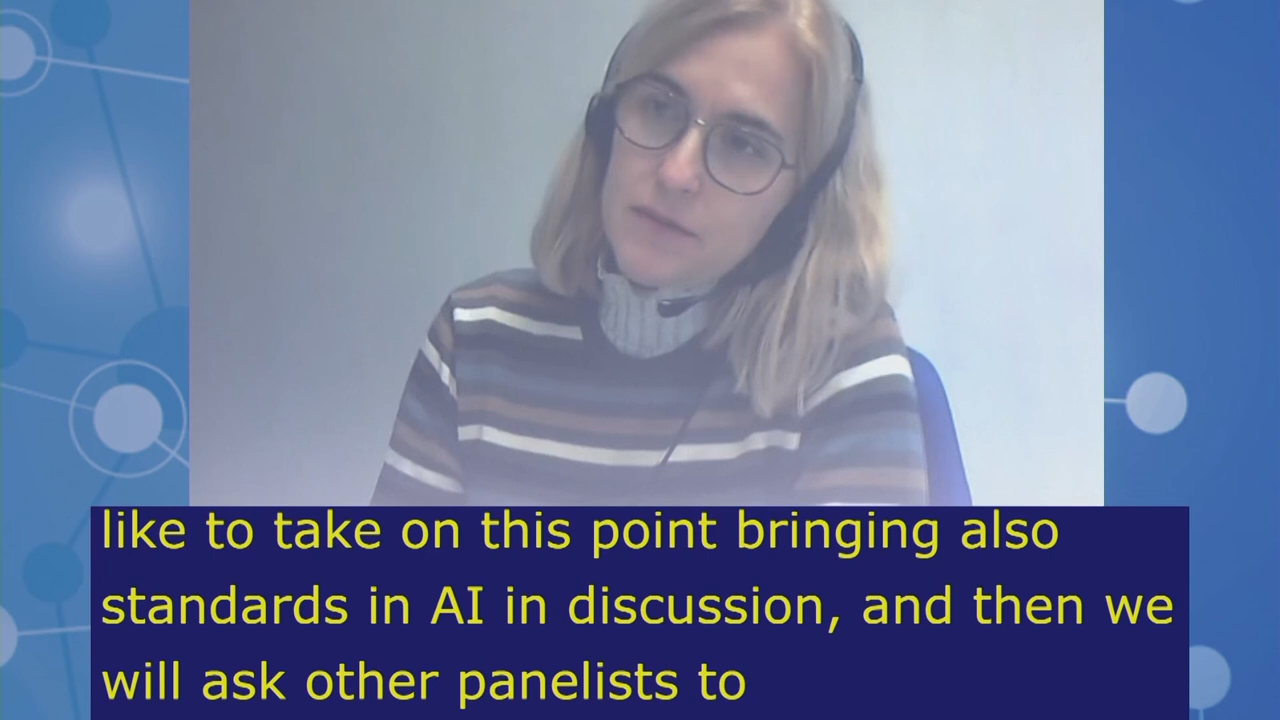 like to take on this point bringing also
standards in AI in discussion, and then we
will ask other panelists to